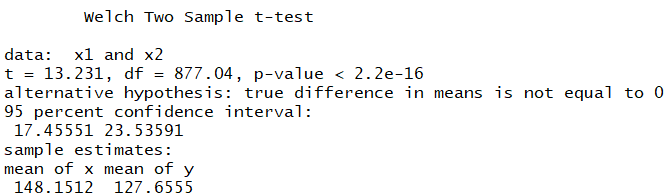 Welch Two Sample t-test
data: x1 and x2
t = 13.231, df = 877.04, p-value < 2.2e-16
alternative hypothesis: true difference in means is not equal to 0
95 percent confidence interval:
17.45551 23.53591
sample estimates:
mean of x mean of y
148.1512 127.6555